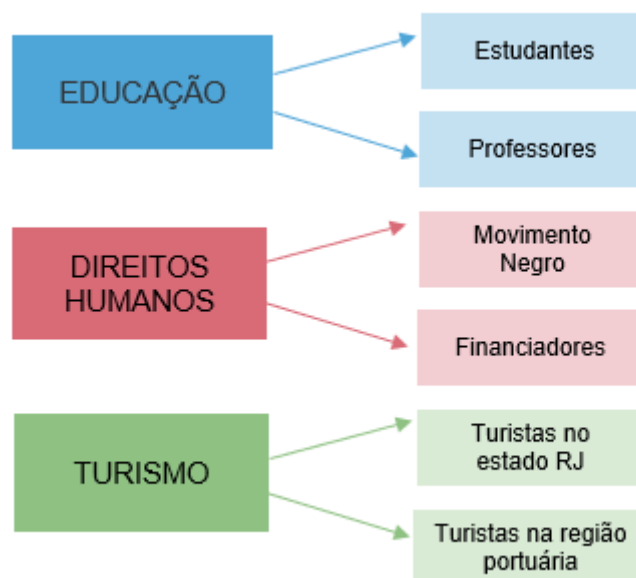 EDUCAÇÃO
Estudantes
Professores
DIREITOS
HUMANOS
Movimento
Negro
Financiadores
TURISMO
Turistas no
estado RJ
Turistas na região
portuária